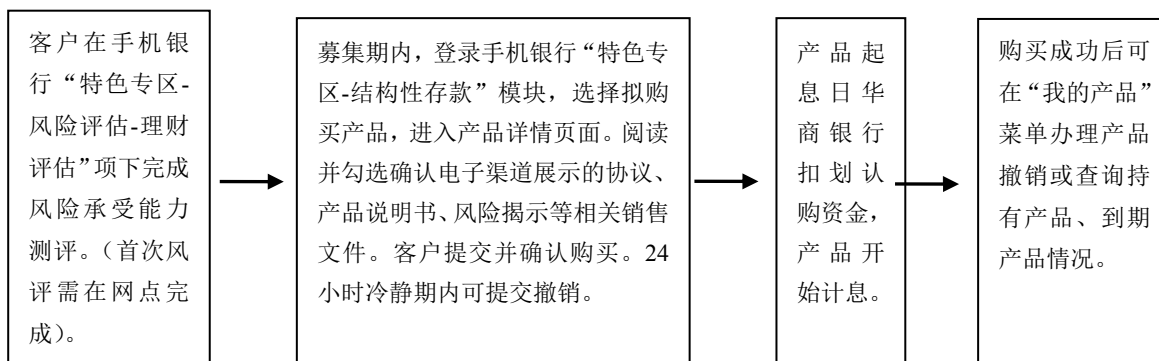 客户在手机银
行“特色专区-
风险评估-理财
评估”项下完成
风险承受能力
测评。（首次风
评需在网点完
成）。
募集期内，登录手机银行“特色专
区-结构性存款”模块，选择拟购
买产品，进入产品详情页面。阅读
并勾选确认电子渠道展示的协议、
产品说明书、风险揭示等相关销售
文件。客户提交并确认购买。24
小时冷静期内可提交撤销。
产品起
息日华
商银行
扣划认
购资金，
产品开
始计息。
购买成功后可
在“我的产品”
菜单办理产品
撤销或查询持
有产品、到期
产品情况。